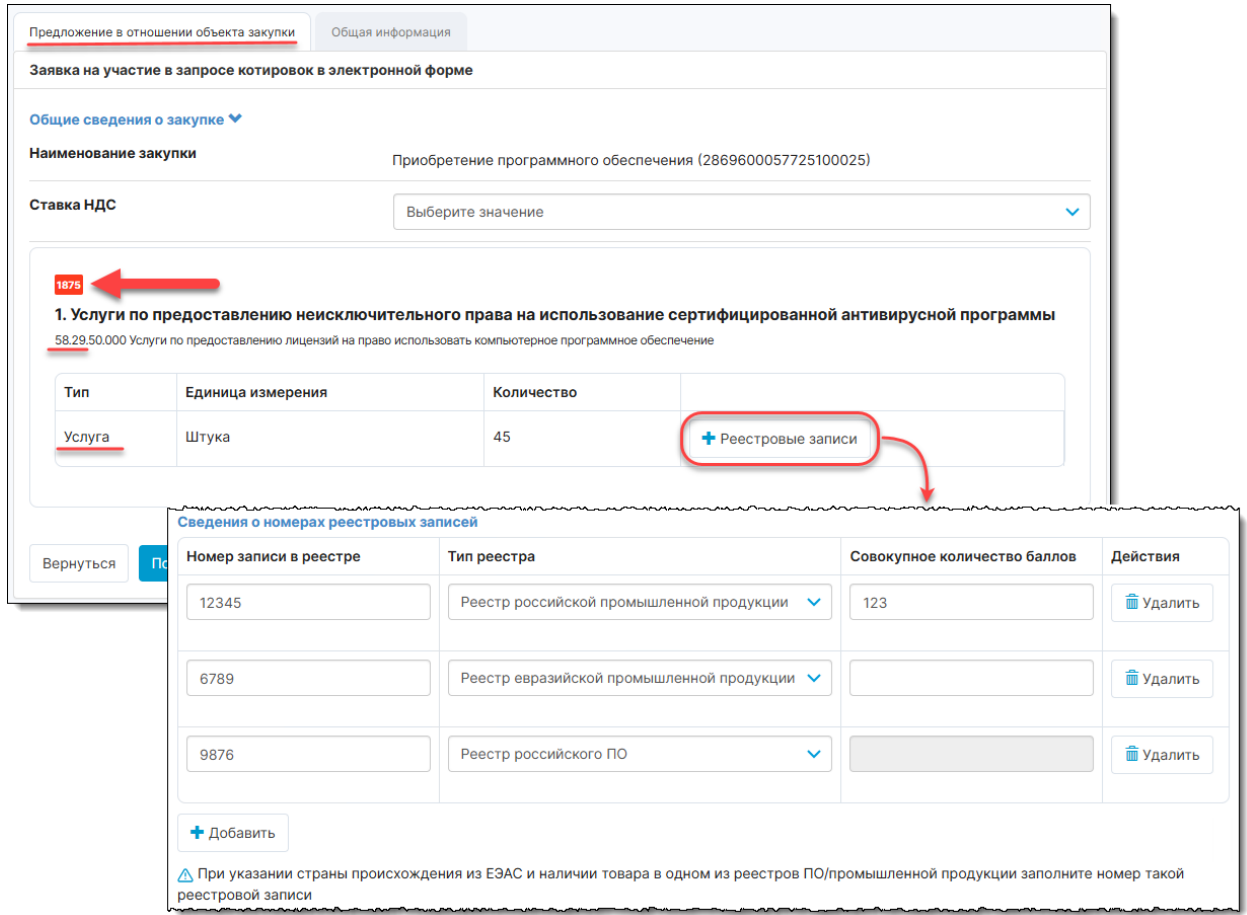 Предложение в отношении объекта закупки
Общая информация
Заявка на участие в запросе котировок в электронной форме
Общие сведения о закупке
Наименование закупки
Приобретение программного обеспечения (2869600057725100025)
Ставка НДС
Выберите значение
1875
1. Услуги по предоставлению неисключительного права на использование сертифицированной антивирусной программы
58.29.50.000 Услуги по предоставлению лицензий на право использовать компьютерное программное обеспечение
Тип Единица измерения Количество
Услуга Штука 45 Реестровые записи
Вернуться
По
Сведения о номерах реестровых записей
Номер записи в реестре Тип реестра Совокупное количество баллов Действия
12345 Реестр российской промышленной продукции 123 Удалить
6789 Реестр евразийской промышленной продукции Удалить
9876 Реестр российского ПО Удалить
Добавить
При указании страны происхождения из ЕЭАС и наличии товара в одном из реестров ПО/промышленной продукции заполните номер такой
реестровой записи